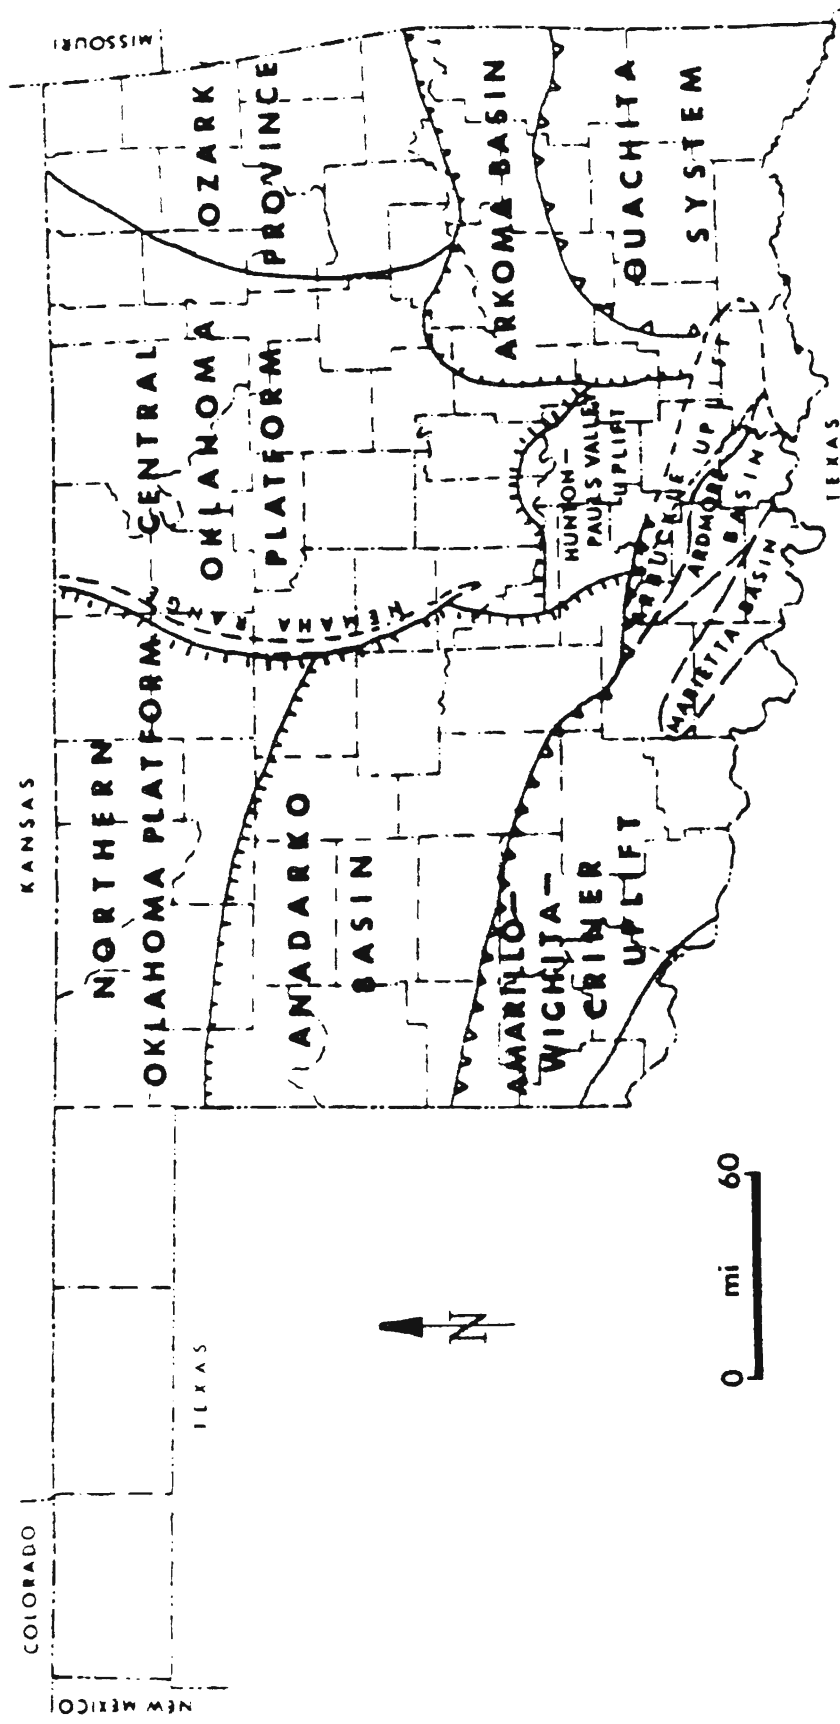 COLORADO
KANSAS
MISSOURI
NEW MEXICO
TEXAS
NORTHERN
OKLAHOMA PLATFORM
CENTRAL
OKLAHOMA
PLATFORM
OZARK
PROVINCE
NEMAHA RANG
ANADARKO
BASIN
ARKOMA BASIN
HUNTON-
PAULS VALLEY
UPLIFT
AMARILLO-
WICHITA-
CRINER
UPLIFT
ARBUCKLE UPLIFT
ARDMORE
BASIN
MARIETTA BASIN
OUACHITA
SYSTEM
TEXAS
N
0 mi 60